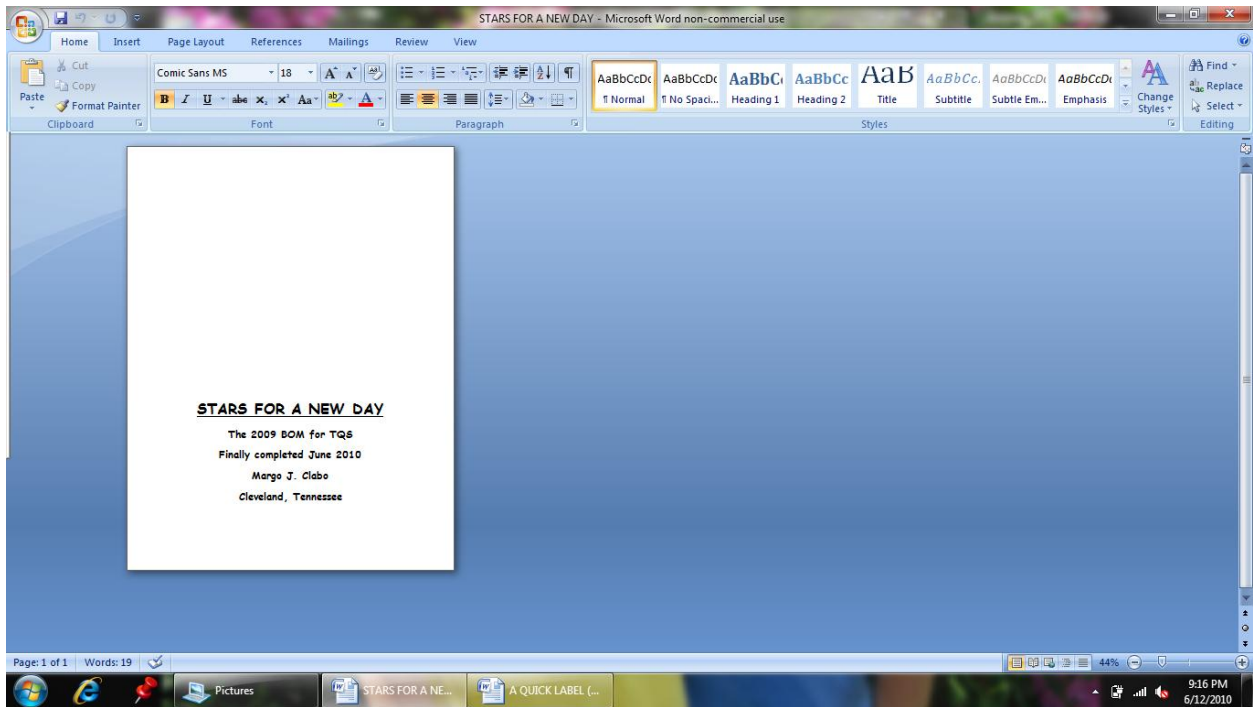 STARS FOR A NEW DAY - Microsoft Word non-commercial use
Home Insert Page Layout References Mailings Review View
Paste
Cut
Copy
Format Painter
Clipboard
Comic Sans MS 18
Font
Paragraph
AaBbCcDc AaBbCcDc AaBbC AaBbCc AaB AaBbCc. AaBbCcDc AaBbCcDc
¶ Normal ¶ No Spaci... Heading 1 Heading 2 Title Subtitle Subtle Em... Emphasis
Change Styles
Styles
Find
Replace
Select
Editing
STARS FOR A NEW DAY
The 2009 BOM for TQS
Finally completed June 2010
Margo J. Clabo
Cleveland, Tennessee
Page: 1 of 1 Words: 19 44%
Pictures STARS FOR A NE... A QUICK LABEL (...
9:16 PM
6/12/2010